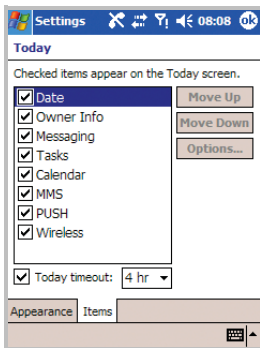 Settings 08:08 ok
Today
Checked items appear on the Today screen.
Date
Owner Info
Messaging
Tasks
Calendar
MMS
PUSH
Wireless
Move Up
Move Down
Options...
Today timeout: 4 hr
Appearance Items